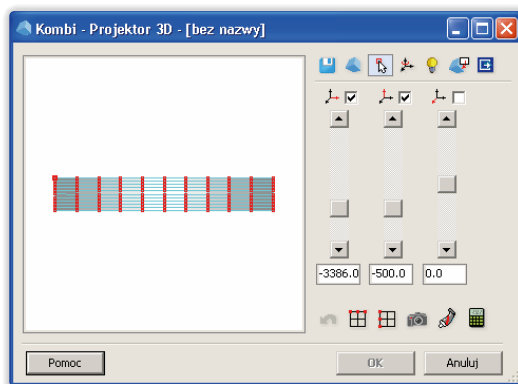 Kombi - Projektor 3D - [bez nazwy]
-3386.0 -500.0 0.0
Pomoc OK Anuluj